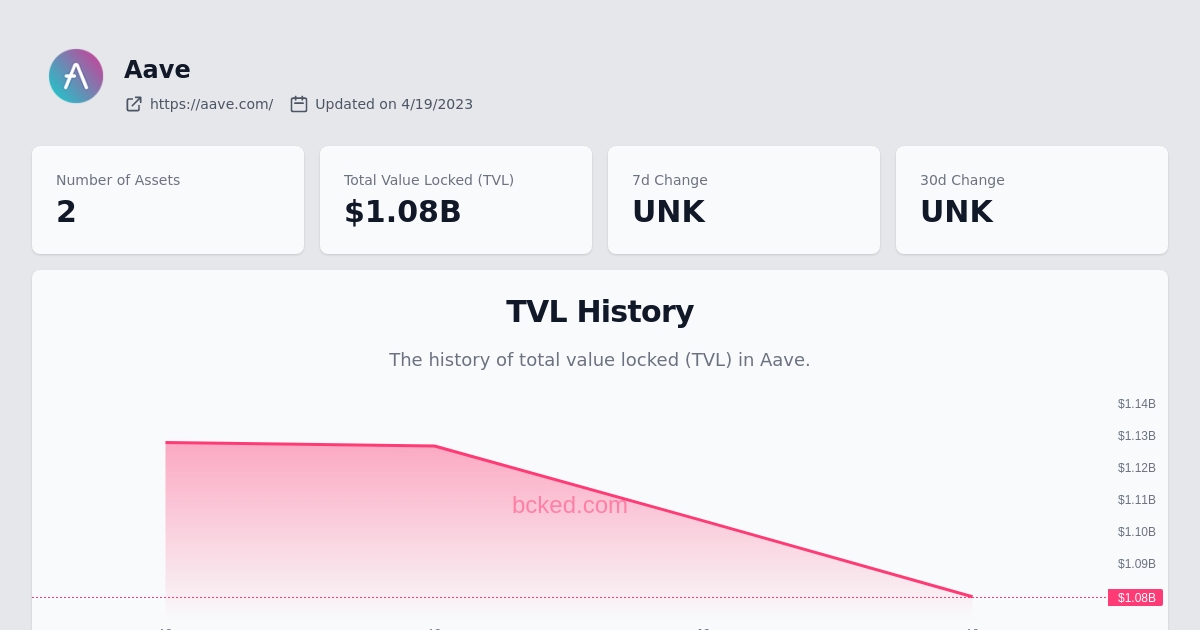 Aave
https://aave.com/ Updated on 4/19/2023
Number of Assets
2
Total Value Locked (TVL)
$1.08B
7d Change
UNK
30d Change
UNK
TVL History
The history of total value locked (TVL) in Aave.
$1.14B
$1.13B
$1.12B
bcked.com
$1.11B
$1.10B
$1.09B
$1.08B